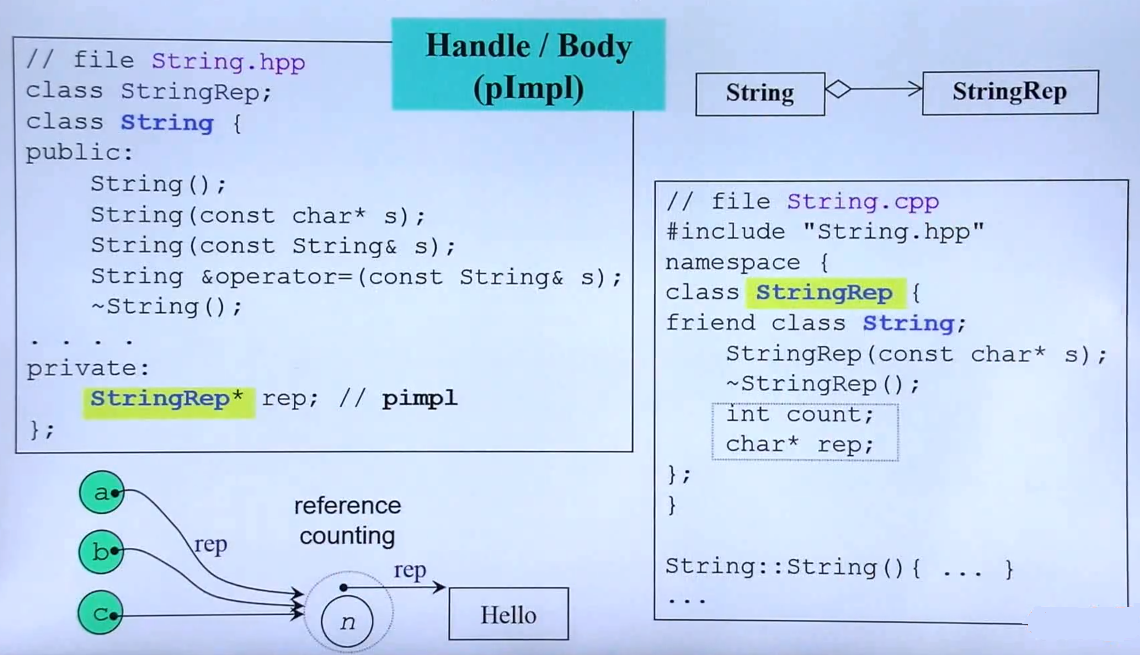 Handle / Body
(pImpl)
// file String.hpp
class StringRep;
class String {
public:
String();
String(const char* s);
String(const String& s);
String &operator=(const String& s);
~String();
. . . .
private:
StringRep* rep; // pimpl
};
String
StringRep
// file String.cpp
#include "String.hpp"
namespace {
class StringRep {
friend class String;
StringRep(const char* s);
~StringRep();
int count;
char* rep;
};
}
String::String(){ ... }
...
a
b
c
rep
reference
counting
n
rep
Hello